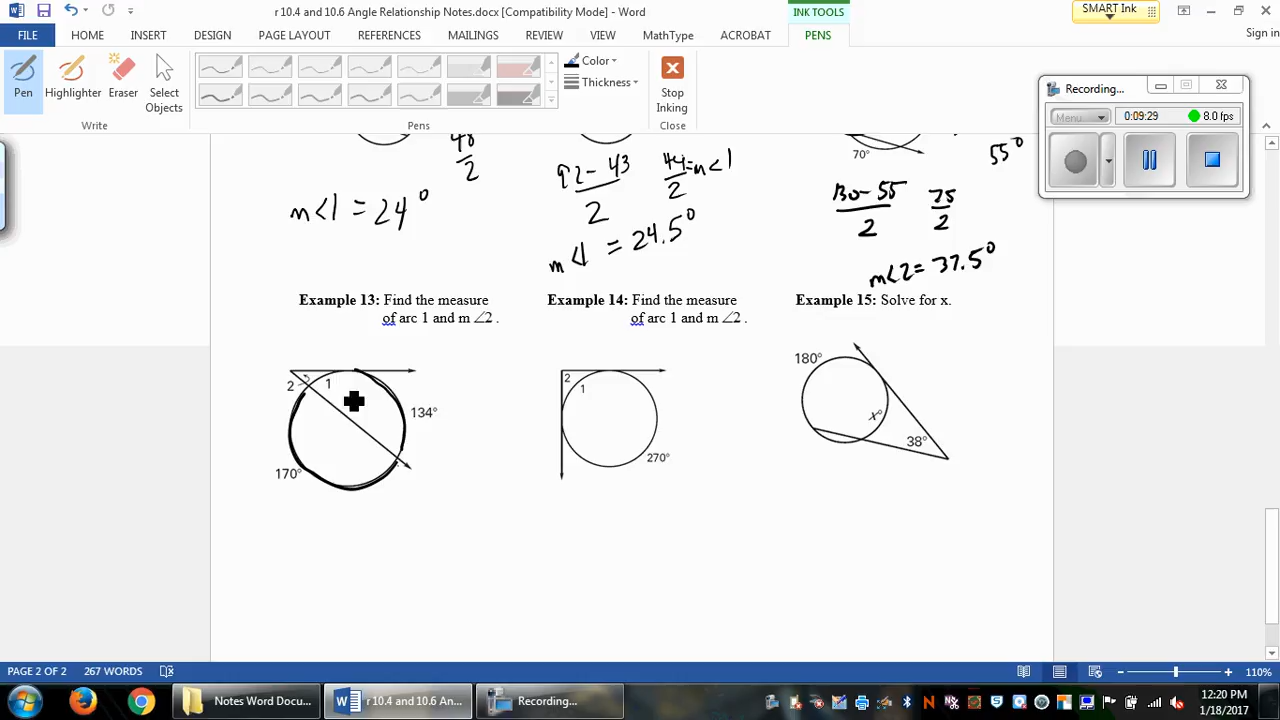 r 10.4 and 10.6 Angle Relationship Notes.docx [Compatibility Mode] - Word
INK TOOLS
SMART Ink
FILE HOME INSERT DESIGN PAGE LAYOUT REFERENCES MAILINGS REVIEW VIEW MathType ACROBAT PENS Sign in
Pen Highlighter Eraser Select Objects
Color
Thickness
Stop Inking
Write Pens Close
Recording...
Menu 0:09:29 8.0 fps
48/2
m<1 = 24°
92-43/2
44/2=m<1
m<1 = 24.5°
70°
55°
130-55/2
75/2
m<2= 37.5°
Example 13: Find the measure
of arc 1 and m ∠2 .
Example 14: Find the measure
of arc 1 and m ∠2 .
Example 15: Solve for x.
2 1
134°
170°
2
1
270°
180°
x°
38°
PAGE 2 OF 2 267 WORDS 110%
Notes Word Docu... r 10.4 and 10.6 An... Recording...
12:20 PM
1/18/2017